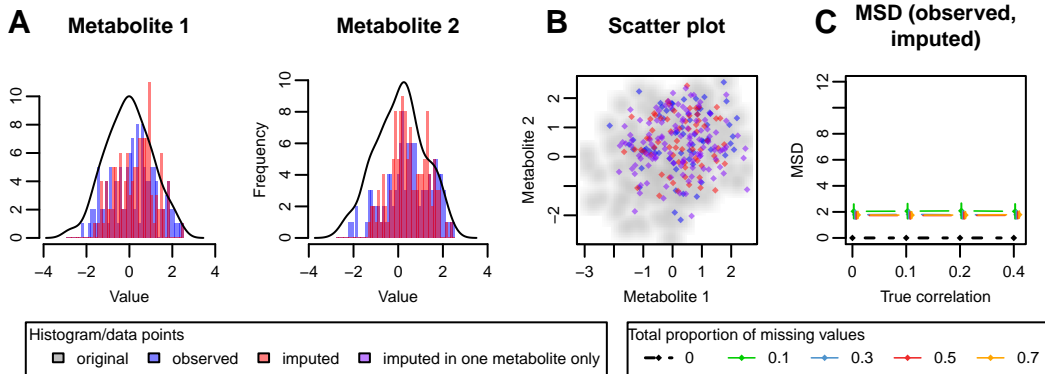 A
Metabolite 1
Metabolite 2
B
Scatter plot
C
MSD (observed,
imputed)
0
2
4
6
8
10
−4
−2
0
2
4
Value
Frequency
0
2
4
6
8
10
−4
−2
0
2
4
Value
Metabolite 2
−2
0
1
2
−3
−1
0
1
2
Metabolite 1
MSD
0
2
4
6
8
12
0
0.1
0.2
0.4
True correlation
Histogram/data points
original
observed
imputed
imputed in one metabolite only
Total proportion of missing values
0
0.1
0.3
0.5
0.7